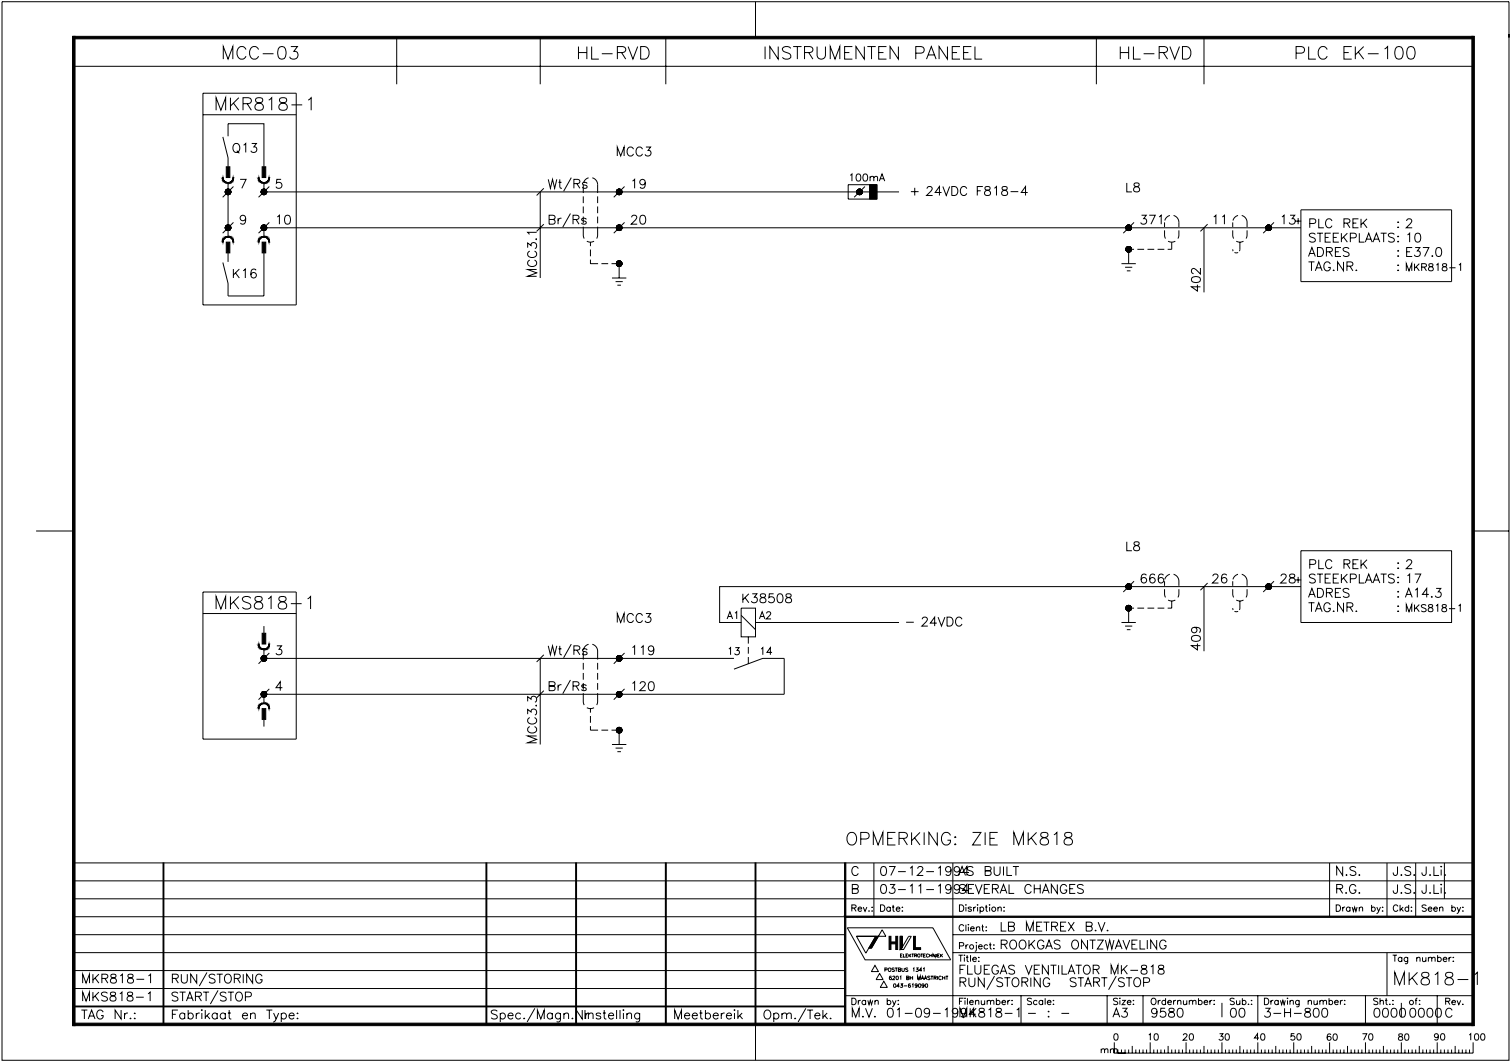 MCC-03 HL-RVD INSTRUMENTEN PANEEL HL-RVD PLC EK-100
MKR818-1
Q13
7 5
9 10
K16
MCC3
Wt/Rs 19
Br/Rs 20
MCC3.1
100mA
+ 24VDC F818-4
L8
371 11 13+
402
PLC REK : 2
STEEKPLAATS: 10
ADRES : E37.0
TAG.NR. : MKR818-1
MKS818-1
3
4
MCC3
Wt/Rs 119
Br/Rs 120
MCC3.3
K38508
A1 A2
- 24VDC
13 14
L8
666 26 28+
409
PLC REK : 2
STEEKPLAATS: 17
ADRES : A14.3
TAG.NR. : MKS818-1
OPMERKING: ZIE MK818
C 07-12-1994 AS BUILT N.S. J.S. J.Li.
B 03-11-1994 SEVERAL CHANGES R.G. J.S. J.Li.
Rev.: Date: Disription: Drawn by: Ckd: Seen by:
HVL
ELEKTROTECHNIEK
POSTBUS 1341
6201 BH MAASTRICHT
043-619090
Client: LB METREX B.V.
Project: ROOKGAS ONTZWAVELING
Title:
FLUEGAS VENTILATOR MK-818
RUN/STORING START/STOP
Tag number:
MK818-1
Drawn by: Filenumber: Scale: Size: Ordernumber: Sub.: Drawing number: Sht.: of: Rev.
M.V. 01-09-1994 MK818-1 - : - A3 9580 00 3-H-800 0000 0000 C
MKR818-1 RUN/STORING
MKS818-1 START/STOP
TAG Nr.: Fabrikaat en Type: Spec./Magn.Nr. Instelling Meetbereik Opm./Tek.
0 10 20 30 40 50 60 70 80 90 100
mm